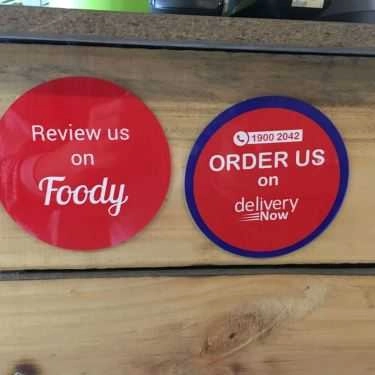 Review us
on
Foody
1900 2042
ORDER US
on
delivery
Now